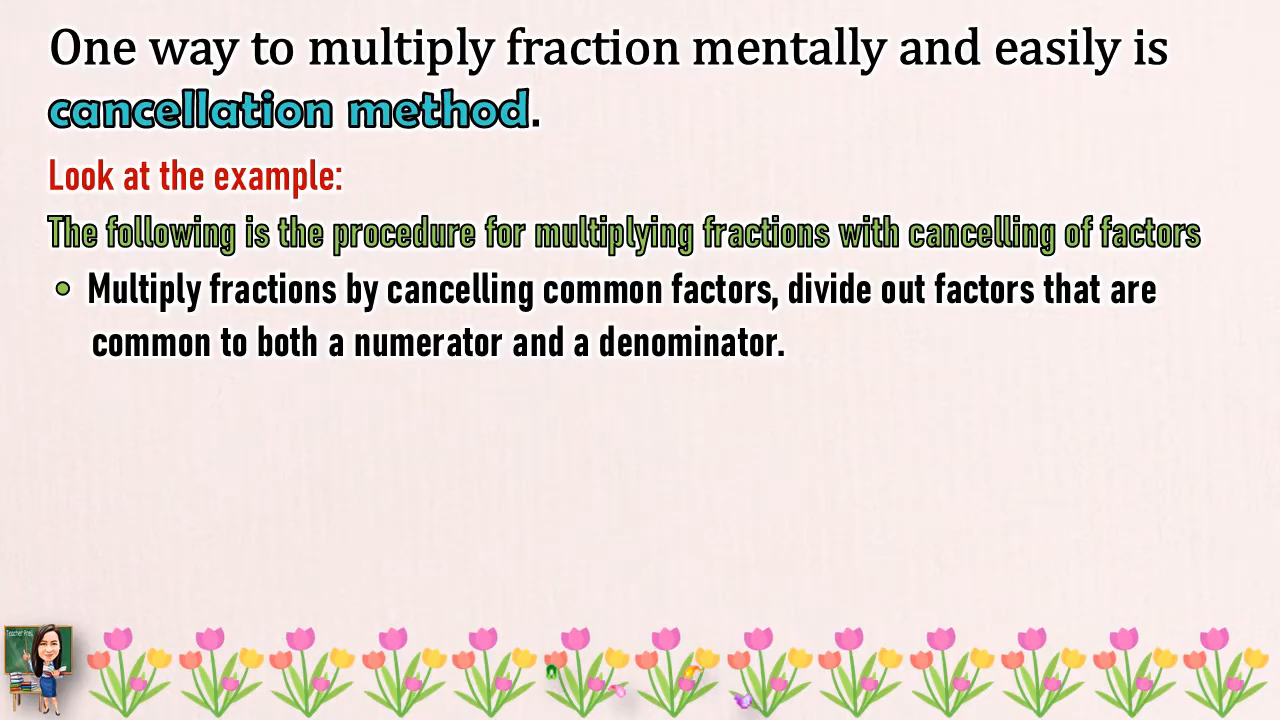 One way to multiply fraction mentally and easily is
cancellation method.
Look at the example:
The following is the procedure for multiplying fractions with cancelling of factors
• Multiply fractions by cancelling common factors, divide out factors that are
common to both a numerator and a denominator.
Teacher